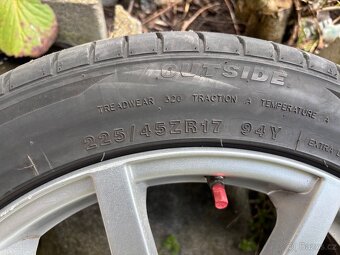 OUTSIDE
TREADWEAR 320 TRACTION A TEMPERATURE A
225/45ZR17 94Y
EXTRA